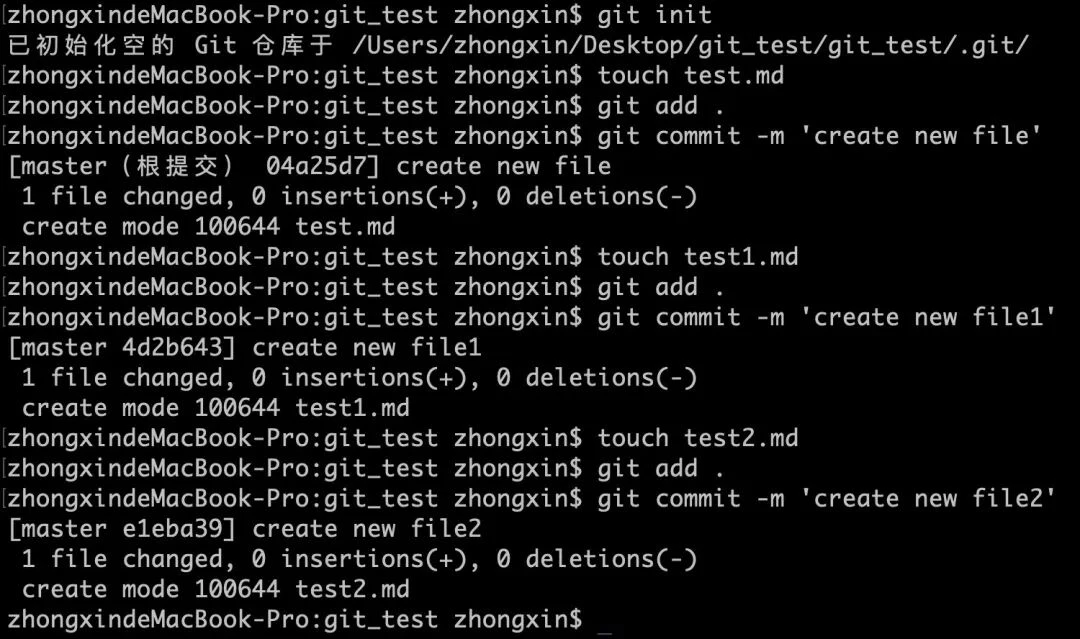 zhongxindeMacBook-Pro:git_test zhongxin$ git init
已初始化空的 Git 仓库于 /Users/zhongxin/Desktop/git_test/git_test/.git/
zhongxindeMacBook-Pro:git_test zhongxin$ touch test.md
zhongxindeMacBook-Pro:git_test zhongxin$ git add .
zhongxindeMacBook-Pro:git_test zhongxin$ git commit -m 'create new file'
[master（根提交） 04a25d7] create new file
 1 file changed, 0 insertions(+), 0 deletions(-)
 create mode 100644 test.md
zhongxindeMacBook-Pro:git_test zhongxin$ touch test1.md
zhongxindeMacBook-Pro:git_test zhongxin$ git add .
zhongxindeMacBook-Pro:git_test zhongxin$ git commit -m 'create new file1'
[master 4d2b643] create new file1
 1 file changed, 0 insertions(+), 0 deletions(-)
 create mode 100644 test1.md
zhongxindeMacBook-Pro:git_test zhongxin$ touch test2.md
zhongxindeMacBook-Pro:git_test zhongxin$ git add .
zhongxindeMacBook-Pro:git_test zhongxin$ git commit -m 'create new file2'
[master e1eba39] create new file2
 1 file changed, 0 insertions(+), 0 deletions(-)
 create mode 100644 test2.md
zhongxindeMacBook-Pro:git_test zhongxin$